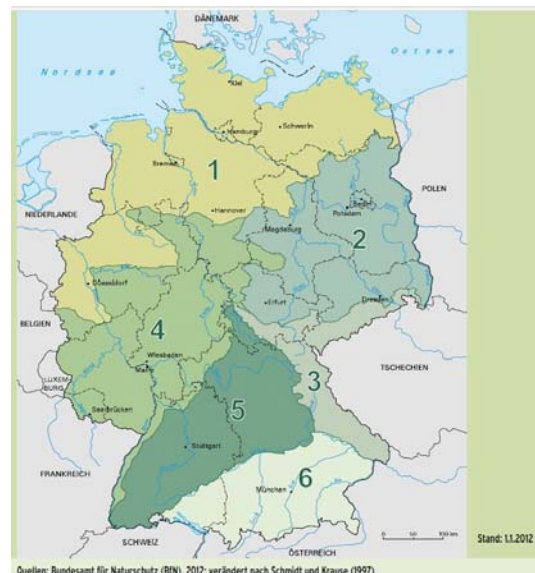 DÄNEMARK
Nordsee
Ostsee
Kiel
Hamburg
Schwerin
Bremen
1
NIEDERLANDE
Hannover
Magdeburg
Potsdam
Berlin
POLEN
2
Düsseldorf
Erfurt
Dresden
BELGIEN
4
Wiesbaden
Mainz
3
TSCHECHIEN
LUXEM-
BURG
Saarbrücken
5
Stuttgart
FRANKREICH
6
München
0 100 km
SCHWEIZ
ÖSTERREICH
Stand: 1.1.2012
Quellen: Bundesamt für Naturschutz (BfN), 2012; verändert nach Schmidt und Krause (1997)